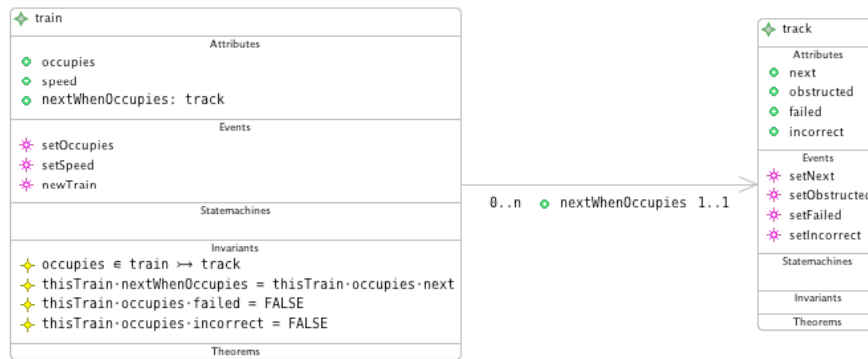 train
Attributes
occupies
speed
nextWhenOccupies: track
Events
setOccupies
setSpeed
newTrain
Statemachines
Invariants
occupies ∈ train ↣ track
thisTrain·nextWhenOccupies = thisTrain·occupies·next
thisTrain·occupies·failed = FALSE
thisTrain·occupies·incorrect = FALSE
Theorems
0..n nextWhenOccupies 1..1
track
Attributes
next
obstructed
failed
incorrect
Events
setNext
setObstructed
setFailed
setIncorrect
Statemachines
Invariants
Theorems